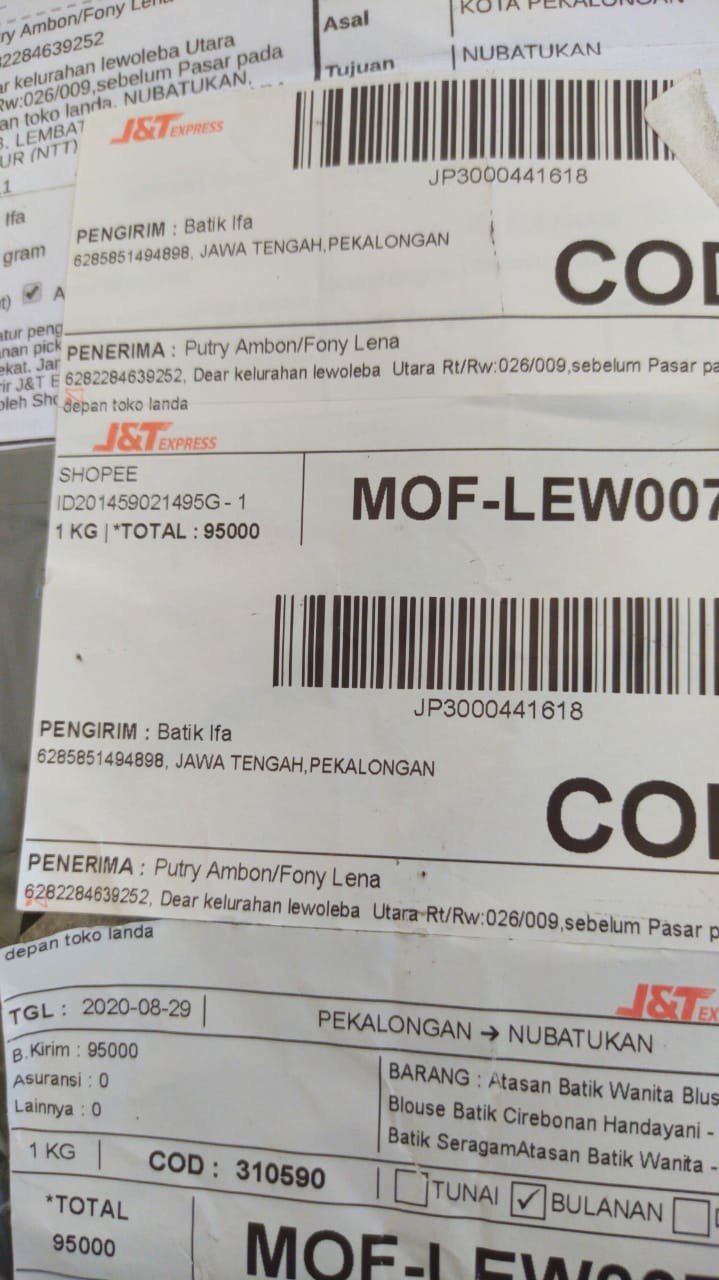 ry Ambon/Fony Lena
82284639252
ar kelurahan lewoleba Utara
Rw:026/009,sebelum Pasar pada
an toko landa. NUBATUKAN,
UR (NTT)
Asal
KOTA PEKALONGAN
Tujuan
NUBATUKAN
Ifa
gram
J&T EXPRESS
JP3000441618
PENGIRIM : Batik Ifa
6285851494898, JAWA TENGAH,PEKALONGAN
COD
PENERIMA : Putry Ambon/Fony Lena
6282284639252, Dear kelurahan lewoleba Utara Rt/Rw:026/009,sebelum Pasar pa
depan toko landa
J&T EXPRESS
SHOPEE
ID201459021495G - 1
1 KG | *TOTAL : 95000
MOF-LEW007
JP3000441618
PENGIRIM : Batik Ifa
6285851494898, JAWA TENGAH,PEKALONGAN
COD
PENERIMA : Putry Ambon/Fony Lena
6282284639252, Dear kelurahan lewoleba Utara Rt/Rw:026/009,sebelum Pasar p
depan toko landa
J&T EX
TGL : 2020-08-29
PEKALONGAN → NUBATUKAN
B.Kirim : 95000
Asuransi : 0
Lainnya : 0
BARANG : Atasan Batik Wanita Blus
Blouse Batik Cirebonan Handayani -
Batik SeragamAtasan Batik Wanita -
1 KG
COD : 310590
TUNAI
BULANAN
*TOTAL
95000
MOF-LEW007